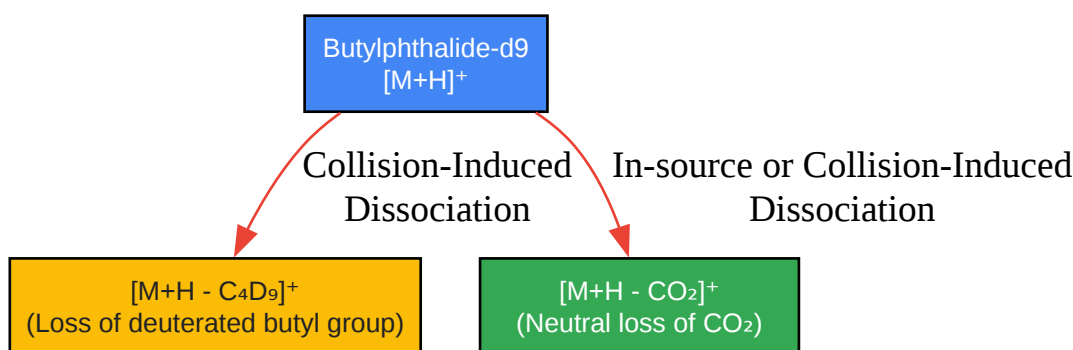 Butylphthalide-d9
[M+H]⁺
Collision-Induced
Dissociation
In-source or Collision-Induced
Dissociation
[M+H - C₄D₉]⁺
(Loss of deuterated butyl group)
[M+H - CO₂]⁺
(Neutral loss of CO₂)